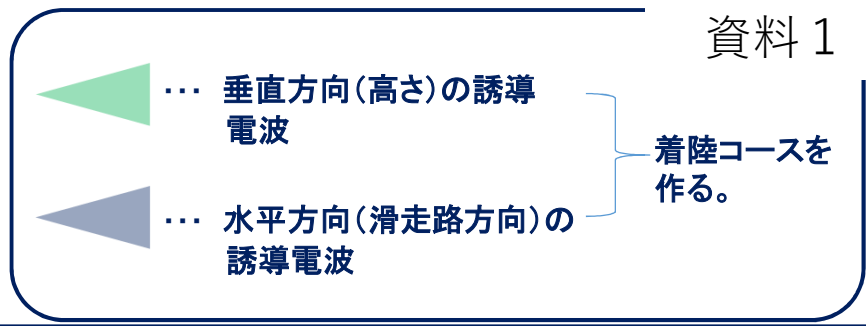 資料１
･･･ 垂直方向（高さ）の誘導
電波
着陸コースを
作る。
･･･ 水平方向（滑走路方向）の
誘導電波